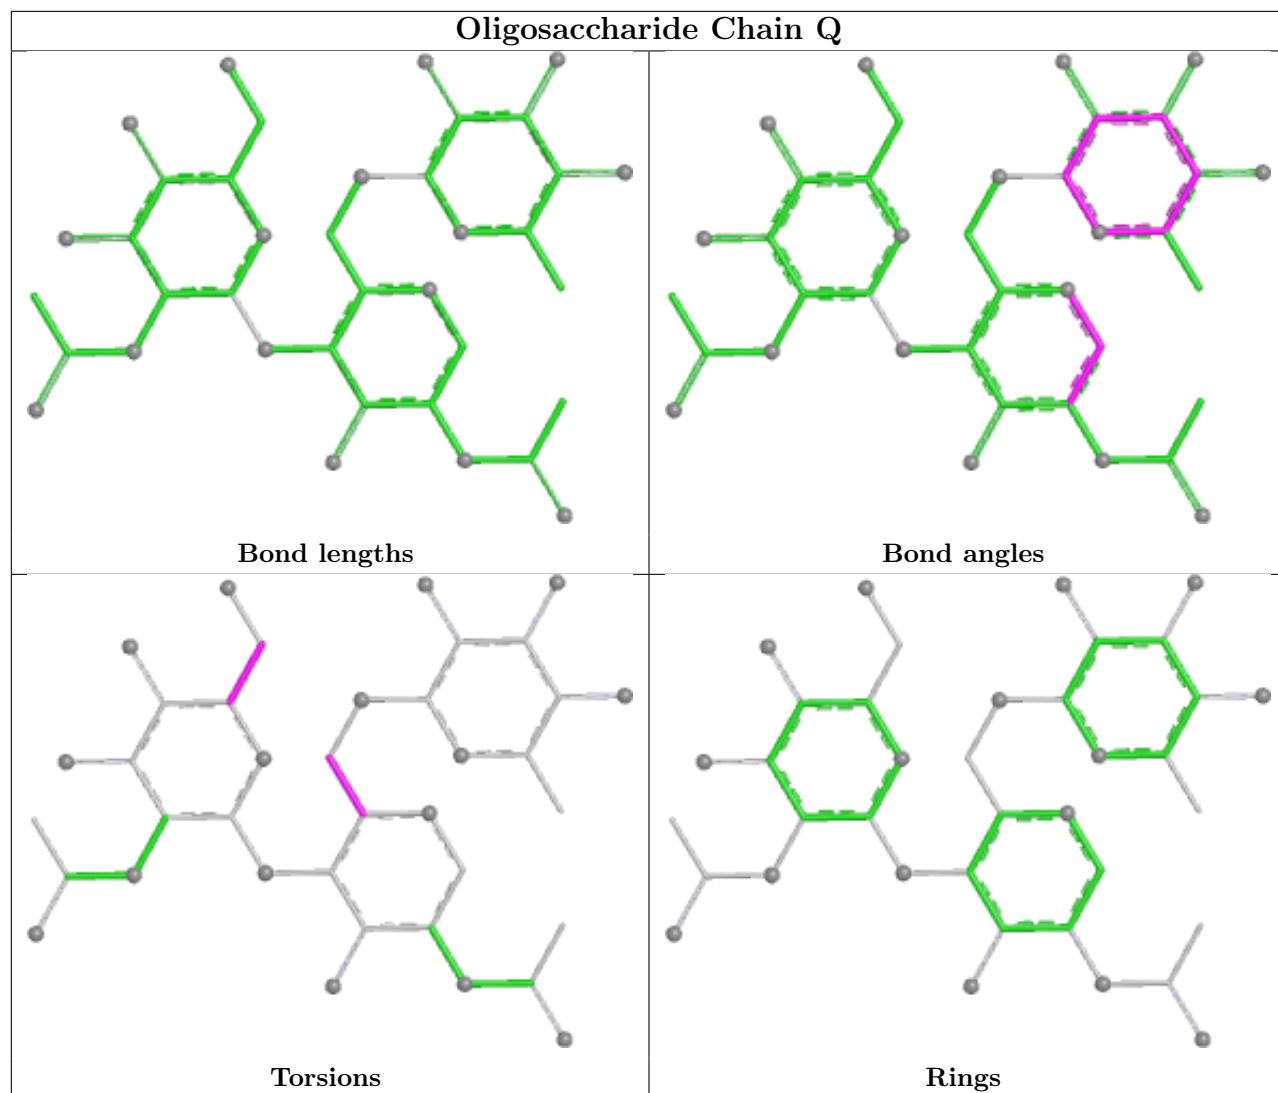 Oligosaccharide Chain Q
Bond lengths
Bond angles
Torsions
Rings